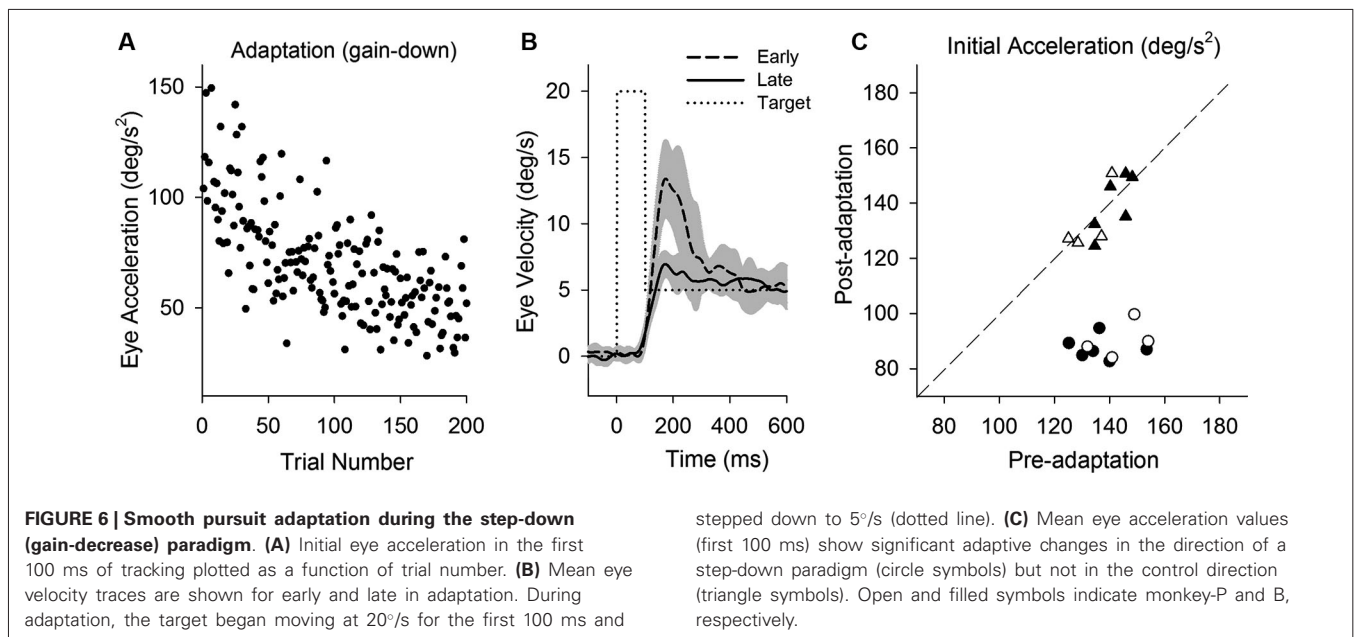 A
Adaptation (gain-down)
150
100
50
Eye Acceleration (deg/s²)
0
50
100
150
200
Trial Number
B
Early
Late
Target
20
15
10
5
0
Eye Velocity (deg/s)
0
200
400
600
Time (ms)
C
Initial Acceleration (deg/s²)
180
160
140
120
100
80
Post-adaptation
80
100
120
140
160
180
Pre-adaptation
FIGURE 6 | Smooth pursuit adaptation during the step-down
(gain-decrease) paradigm. (A) Initial eye acceleration in the first
100 ms of tracking plotted as a function of trial number. (B) Mean eye
velocity traces are shown for early and late in adaptation. During
adaptation, the target began moving at 20°/s for the first 100 ms and
stepped down to 5°/s (dotted line). (C) Mean eye acceleration values
(first 100 ms) show significant adaptive changes in the direction of a
step-down paradigm (circle symbols) but not in the control direction
(triangle symbols). Open and filled symbols indicate monkey-P and B,
respectively.